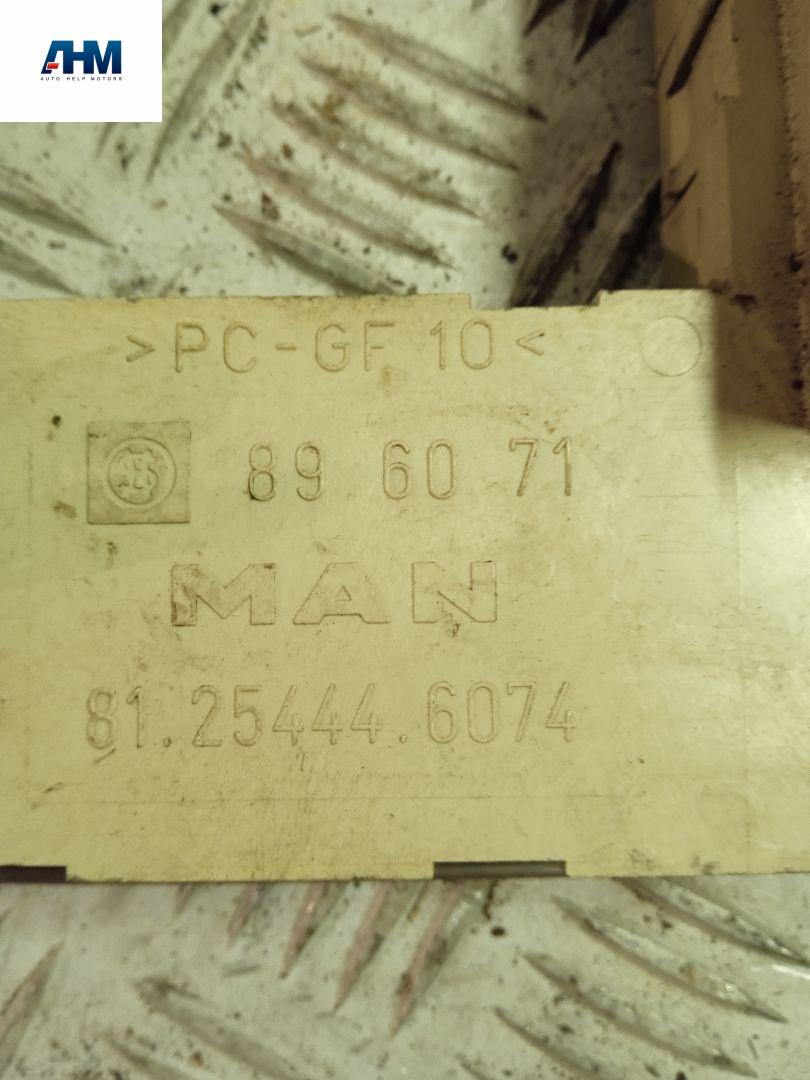 AHM
AUTO HELP MOTORS
>PC-GF 10<
89 60 71
MAN
81.25444.6074